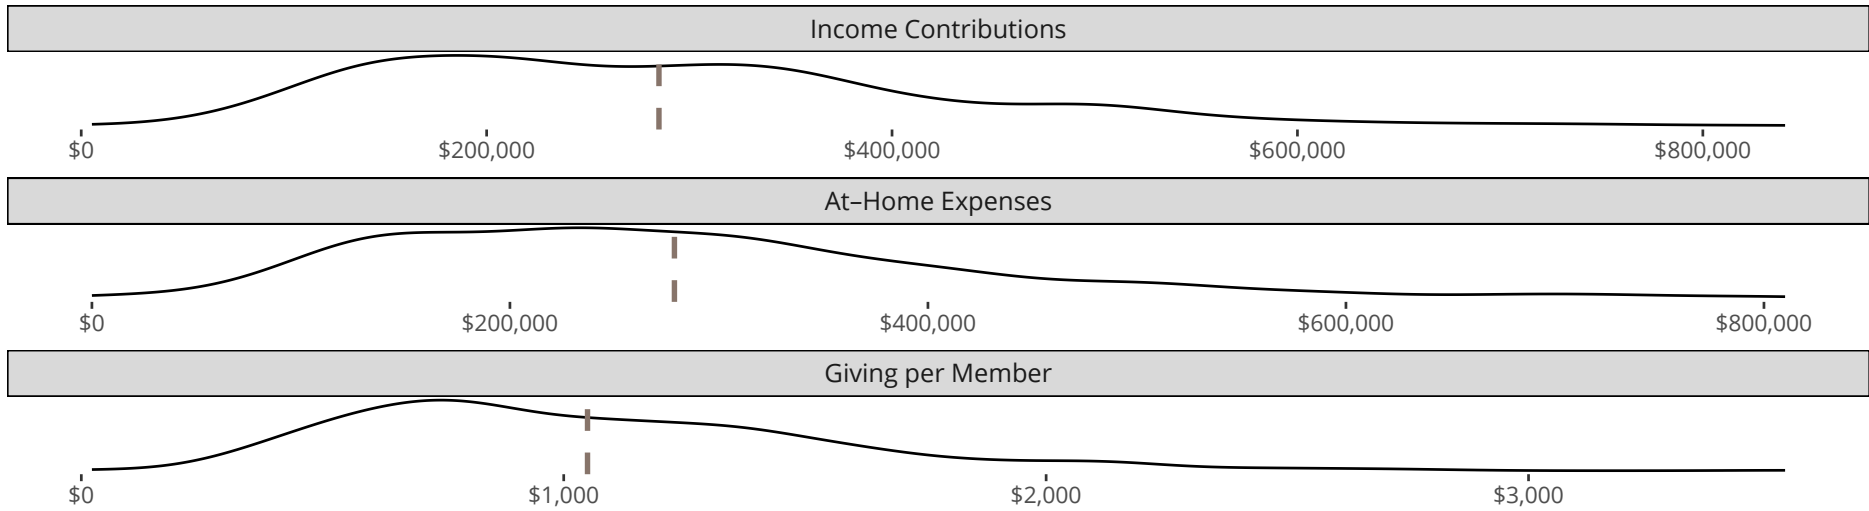 Income Contributions
$0 $200,000 $400,000 $600,000 $800,000
At–Home Expenses
$0 $200,000 $400,000 $600,000 $800,000
Giving per Member
$0 $1,000 $2,000 $3,000